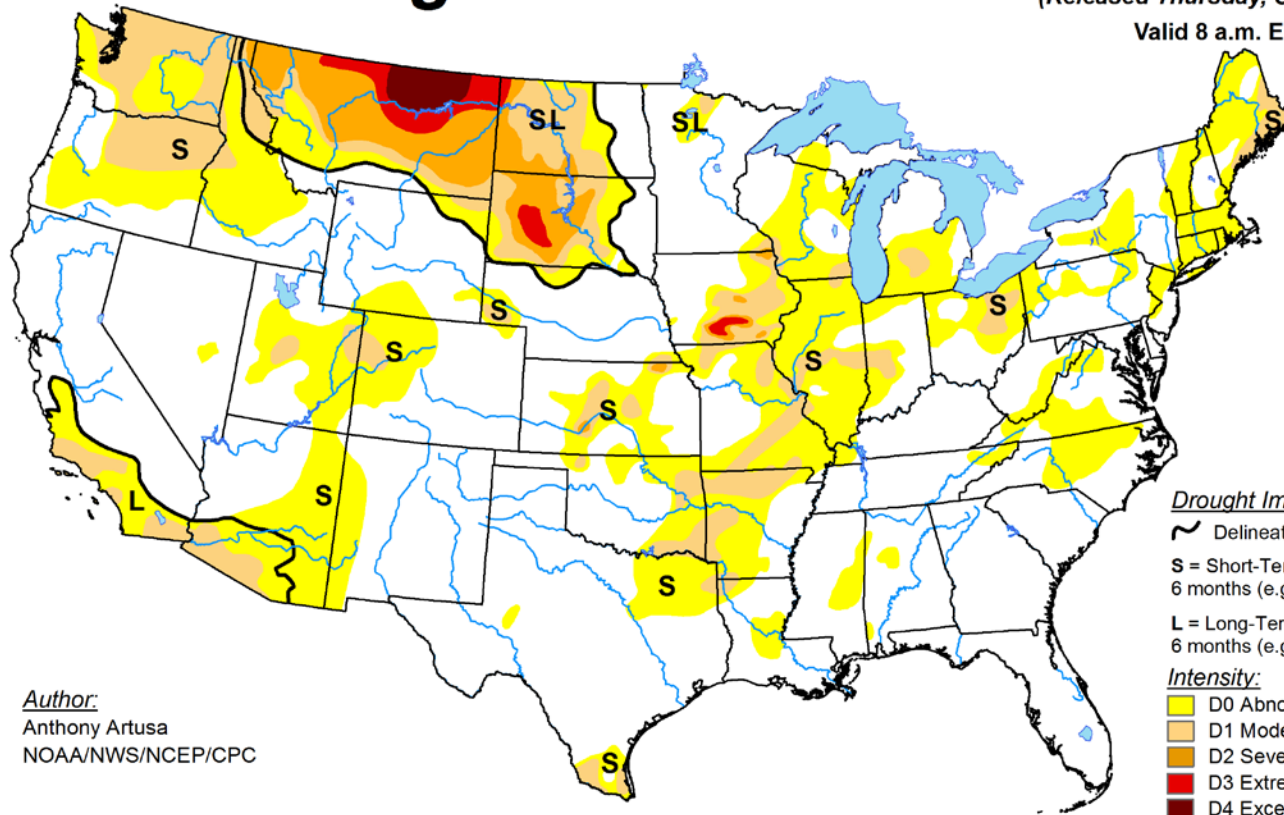 (Released Thursday,
Valid 8 a.m. E
S
SL
SL
S
S
S
S
S
S
S
L
S
S
Author:
Anthony Artusa
NOAA/NWS/NCEP/CPC
Drought Im
Delineat
S = Short-Ter
6 months (e.g
L = Long-Ter
6 months (e.g
Intensity:
D0 Abno
D1 Mode
D2 Seve
D3 Extre
D4 Exce